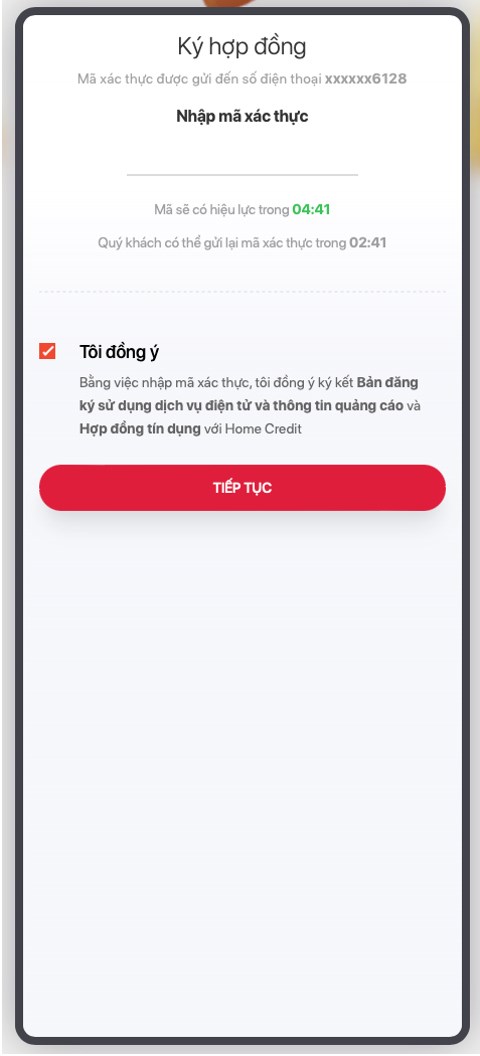 Ký hợp đồng
Mã xác thực được gửi đến số điện thoại xxxxxx6128
Nhập mã xác thực
Mã sẽ có hiệu lực trong 04:41
Quý khách có thể gửi lại mã xác thực trong 02:41
Tôi đồng ý
Bằng việc nhập mã xác thực, tôi đồng ý ký kết Bản đăng
ký sử dụng dịch vụ điện tử và thông tin quảng cáo và
Hợp đồng tín dụng với Home Credit
TIẾP TỤC